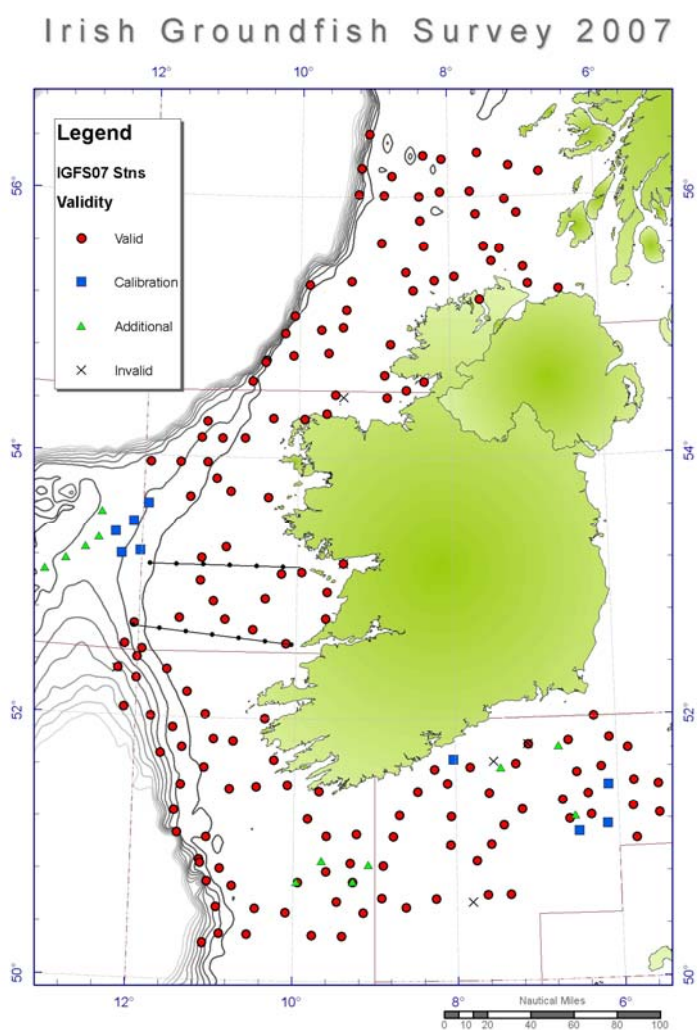 Irish Groundfish Survey 2007
12° 10° 8° 6°
Legend
IGFS07 Stns
Validity
Valid
Calibration
Additional
Invalid
56° 56°
54° 54°
52° 52°
50° 50°
12° 10° 8° 6°
Nautical Miles
0 10 20 40 60 80 100